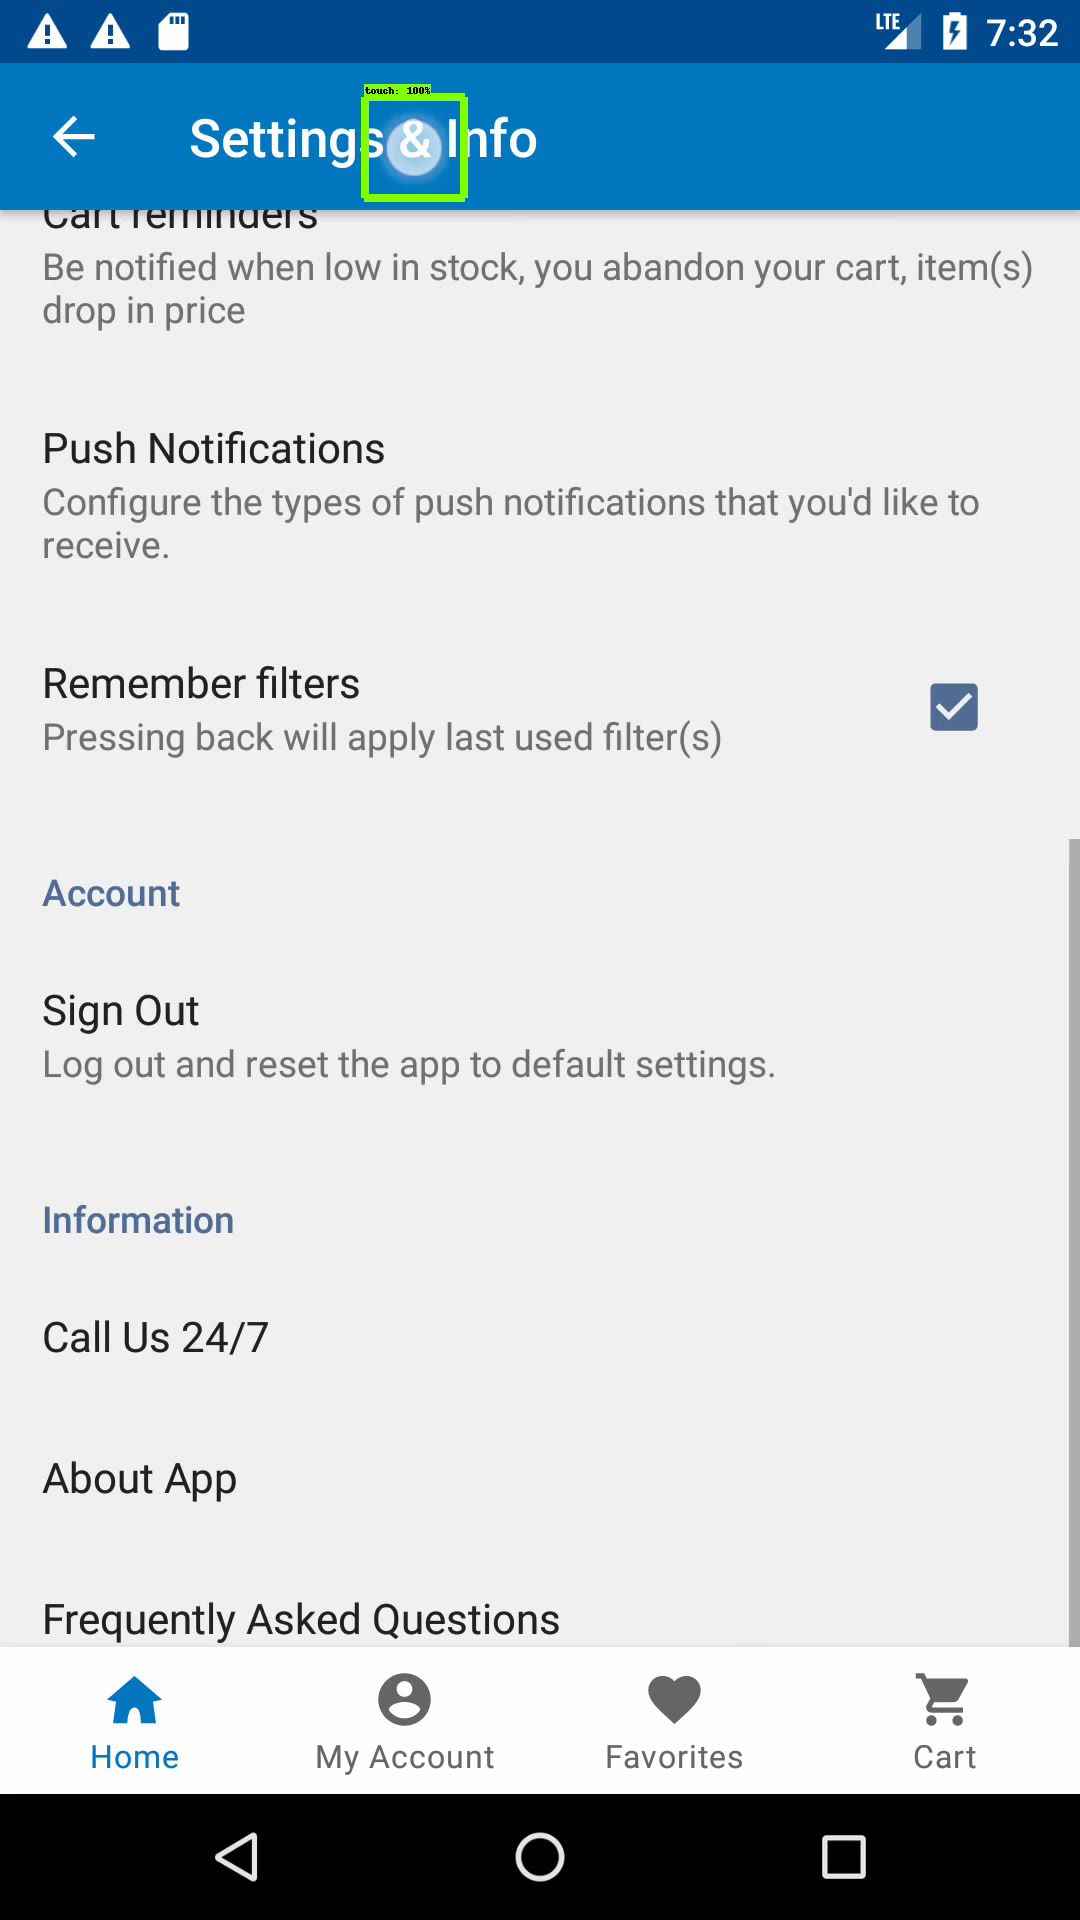 LTE 7:32
touch: 100%
Settings & Info
Cart reminders
Be notified when low in stock, you abandon your cart, item(s)
drop in price
Push Notifications
Configure the types of push notifications that you'd like to
receive.
Remember filters
Pressing back will apply last used filter(s)
Account
Sign Out
Log out and reset the app to default settings.
Information
Call Us 24/7
About App
Frequently Asked Questions
Home
My Account
Favorites
Cart